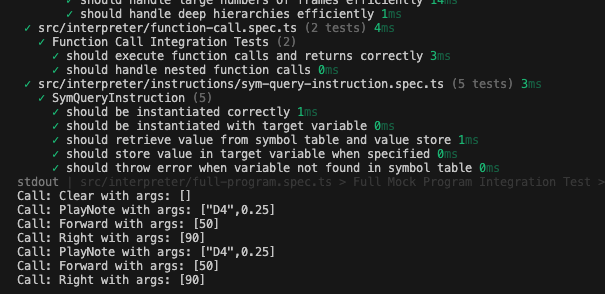 ✓ should handle large numbers of frames efficiently 14ms
✓ should handle deep hierarchies efficiently 1ms
✓ src/interpreter/function-call.spec.ts (2 tests) 4ms
✓ Function Call Integration Tests (2)
✓ should execute function calls and returns correctly 3ms
✓ should handle nested function calls 0ms
✓ src/interpreter/instructions/sym-query-instruction.spec.ts (5 tests) 3ms
✓ SymQueryInstruction (5)
✓ should be instantiated correctly 1ms
✓ should be instantiated with target variable 0ms
✓ should retrieve value from symbol table and value store 1ms
✓ should store value in target variable when specified 0ms
✓ should throw error when variable not found in symbol table 0ms
stdout | src/interpreter/full-program.spec.ts > Full Mock Program Integration Test >
Call: Clear with args: []
Call: PlayNote with args: ["D4",0.25]
Call: Forward with args: [50]
Call: Right with args: [90]
Call: PlayNote with args: ["D4",0.25]
Call: Forward with args: [50]
Call: Right with args: [90]